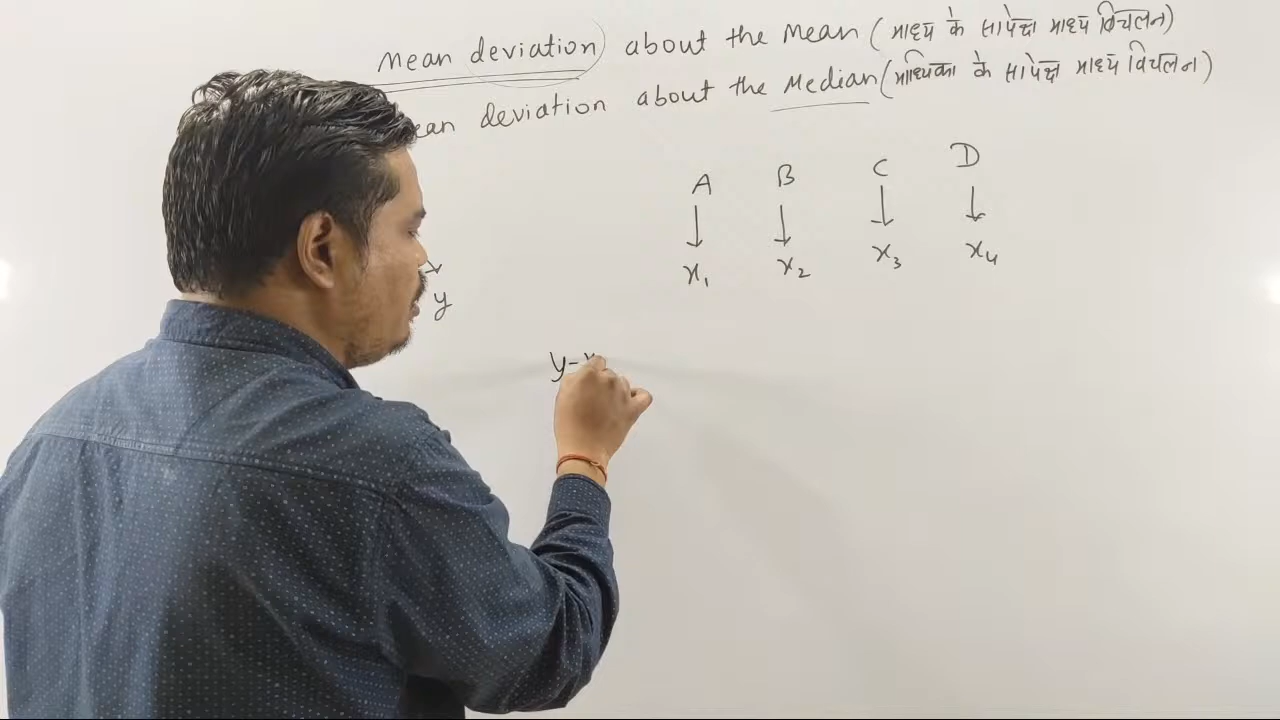 mean deviation) about the Mean (माध्य के सापेक्ष माध्य विचलन)
ean deviation about the Median (माध्यिका के सापेक्ष माध्य विचलन)
A B C D
x₁ x₂ x₃ x₄
y
y-x